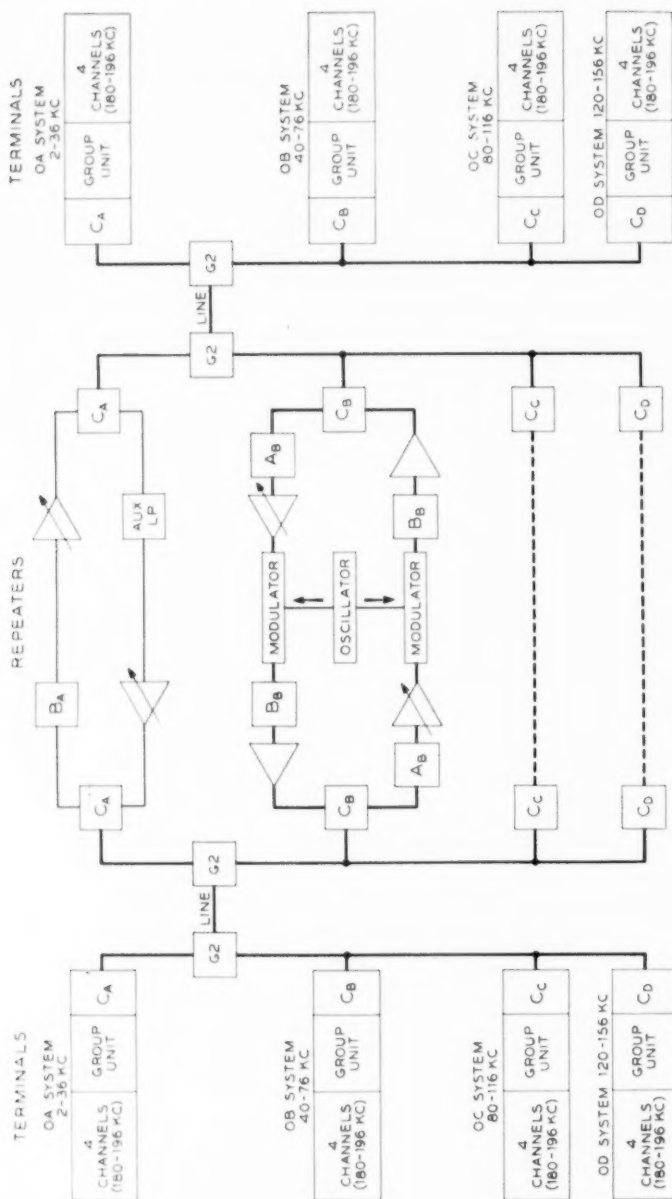 TERMINALS
OA SYSTEM
2-36 KC
4
CHANNELS
(180-196 KC)
GROUP
UNIT
CA
OB SYSTEM
40-76 KC
4
CHANNELS
(180-196 KC)
GROUP
UNIT
CB
OC SYSTEM
80-116 KC
4
CHANNELS
(180-196 KC)
GROUP
UNIT
CC
OD SYSTEM 120-156 KC
4
CHANNELS
(180-196 KC)
GROUP
UNIT
CD
G2
LINE
G2
REPEATERS
CA
BA
AUX
LP
CA
CB
BB
MODULATOR
AB
OSCILLATOR
AB
MODULATOR
BB
CB
CC
CC
CD
CD
G2
LINE
G2
TERMINALS
OA SYSTEM
2-36 KC
CA
GROUP
UNIT
4
CHANNELS
(180-196 KC)
OB SYSTEM
40-76 KC
CB
GROUP
UNIT
4
CHANNELS
(180-196 KC)
OC SYSTEM
80-116 KC
CC
GROUP
UNIT
4
CHANNELS
(180-196 KC)
OD SYSTEM 120-156 KC
CD
GROUP
UNIT
4
CHANNELS
(180-196 KC)